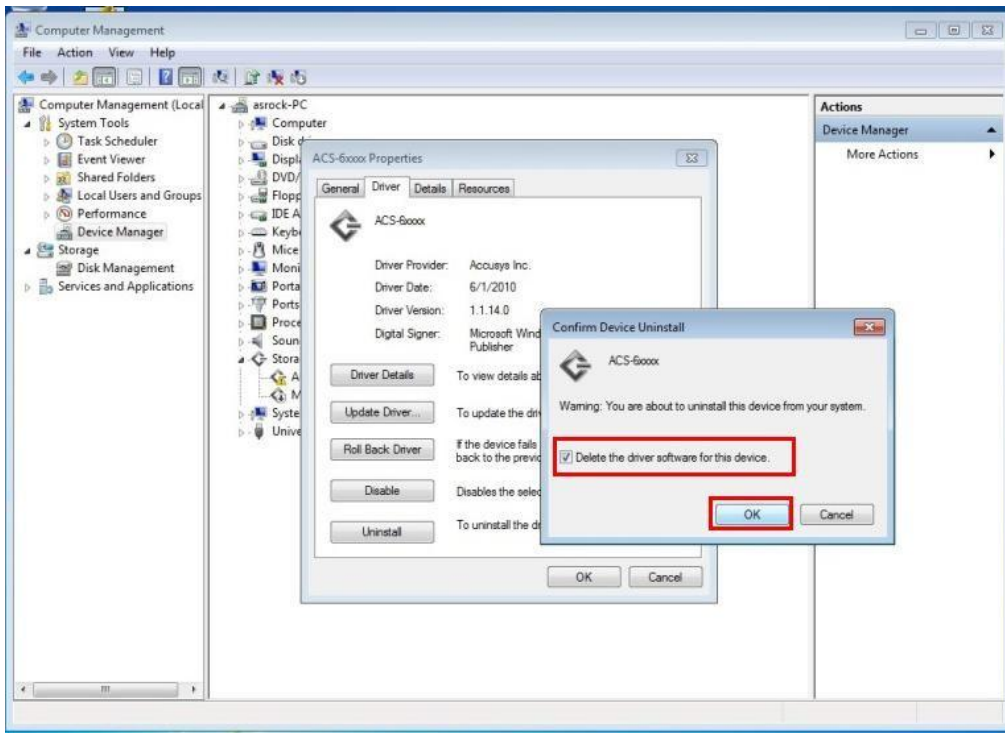 Computer Management
File Action View Help
Computer Management (Local
System Tools
Task Scheduler
Event Viewer
Shared Folders
Local Users and Groups
Performance
Device Manager
Storage
Disk Management
Services and Applications
asrock-PC
Computer
Disk
Displ
DVD/
Flopp
IDE A
Keyb
Mice
Moni
Porta
Ports
Proce
Soun
Stora
A
M
Syste
Unive
ACS-6xxxx Properties
General Driver Details Resources
ACS-6xxxx
Driver Provider: Accusys Inc.
Driver Date: 6/1/2010
Driver Version: 1.1.14.0
Digital Signer: Microsoft Wind
Publisher
Driver Details To view details ab
Update Driver... To update the driv
Roll Back Driver If the device fails
back to the previo
Disable Disables the selec
Uninstall To uninstall the dr
OK Cancel
Confirm Device Uninstall
ACS-6xxxx
Warning: You are about to uninstall this device from your system.
Delete the driver software for this device.
OK Cancel
Actions
Device Manager
More Actions